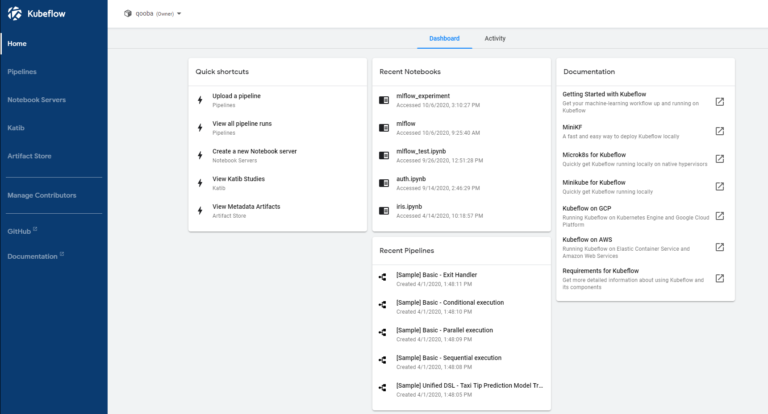 Kubeflow
qooba (Owner)
Home
Pipelines
Notebook Servers
Katib
Artifact Store
Manage Contributors
GitHub
Documentation
Dashboard
Activity
Quick shortcuts
Upload a pipeline
Pipelines
View all pipeline runs
Pipelines
Create a new Notebook server
Notebook Servers
View Katib Studies
Katib
View Metadata Artifacts
Artifact Store
Recent Notebooks
mlflow_experiment
Accessed 10/6/2020, 3:10:27 PM
mlflow
Accessed 10/6/2020, 9:25:40 AM
mlflow_test.ipynb
Accessed 9/26/2020, 12:51:28 PM
auth.ipynb
Accessed 9/14/2020, 2:46:29 PM
iris.ipynb
Accessed 4/14/2020, 10:18:57 PM
Recent Pipelines
[Sample] Basic - Exit Handler
Created 4/1/2020, 1:48:11 PM
[Sample] Basic - Conditional execution
Created 4/1/2020, 1:48:10 PM
[Sample] Basic - Parallel execution
Created 4/1/2020, 1:48:09 PM
[Sample] Basic - Sequential execution
Created 4/1/2020, 1:48:08 PM
[Sample] Unified DSL - Taxi Tip Prediction Model Tr...
Created 4/1/2020, 1:48:05 PM
Documentation
Getting Started with Kubeflow
Get your machine-learning workflow up and running on
Kubeflow
MiniKF
A fast and easy way to deploy Kubeflow locally
Microk8s for Kubeflow
Quickly get Kubeflow running locally on native hypervisors
Minikube for Kubeflow
Quickly get Kubeflow running locally
Kubeflow on GCP
Running Kubeflow on Kubernetes Engine and Google Cloud
Platform
Kubeflow on AWS
Running Kubeflow on Elastic Container Service and
Amazon Web Services
Requirements for Kubeflow
Get more detailed information about using Kubeflow and
its components